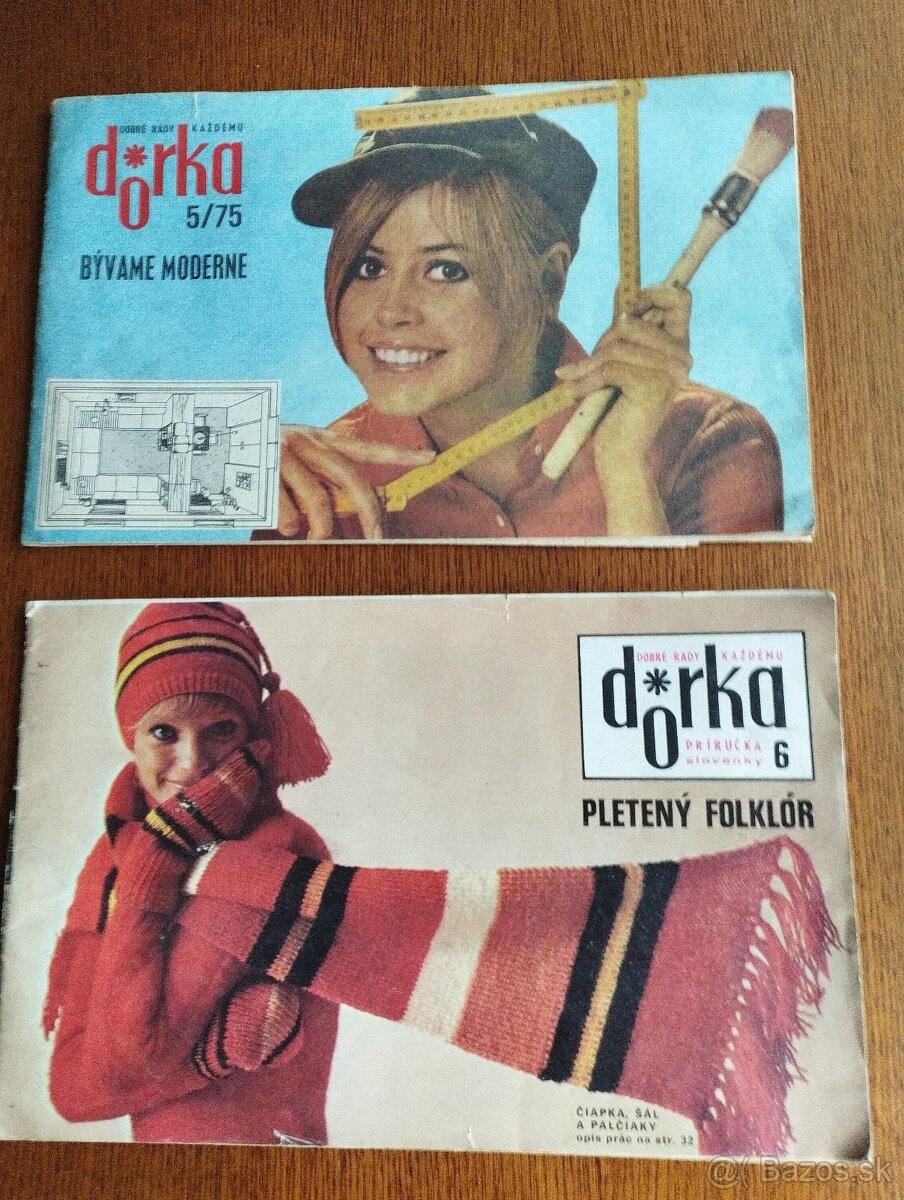 DOBRÉ RADY KAŽDÉMU
dorka
5/75
BÝVAME MODERNE
DOBRÉ RADY KAŽDÉMU
dorka
PRÍRUČKA
slovenky 6
PLETENÝ FOLKLÓR
ČIAPKA, ŠÁL
A PALČIAKY
opis prác na str. 32
Bazos.sk